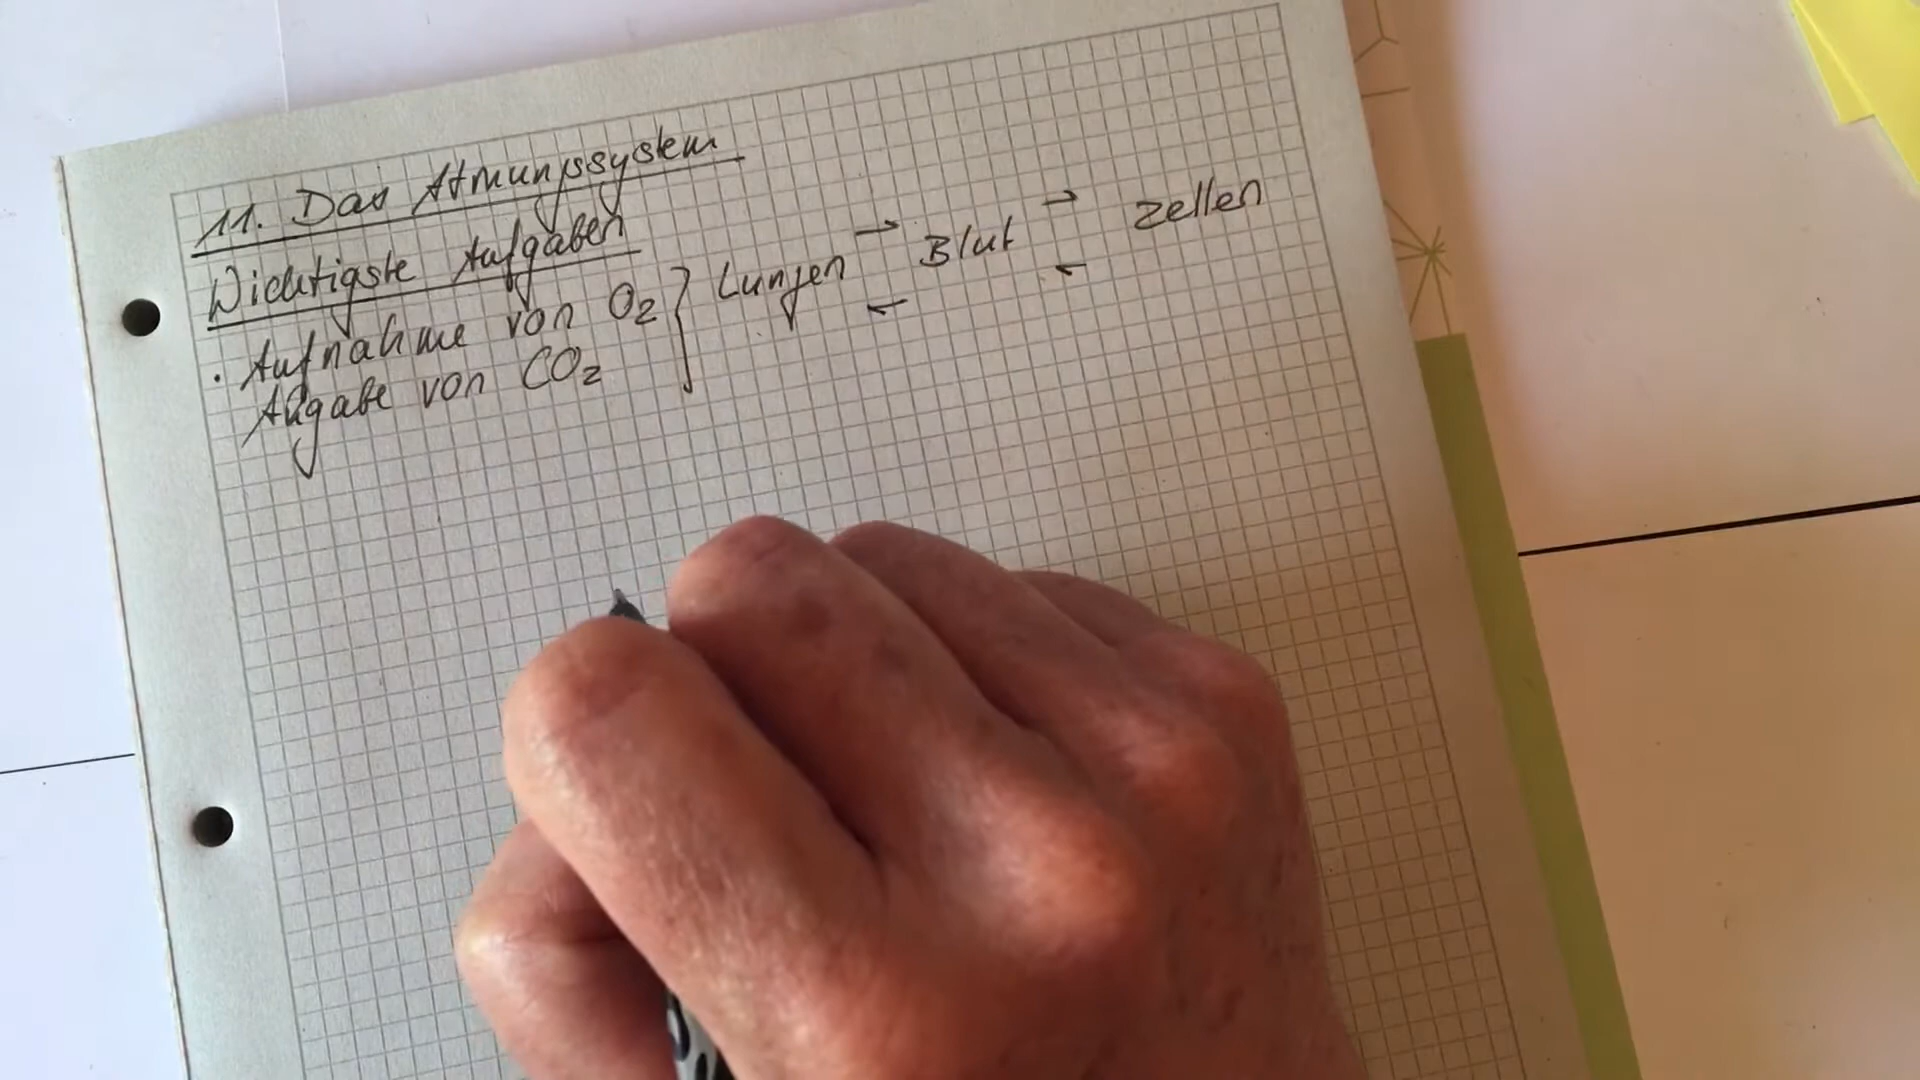 11. Das Atmungssystem
Wichtigste Aufgaben
• Aufnahme von O₂ } Lungen → Blut → Zellen
Abgabe von CO₂ ← ←